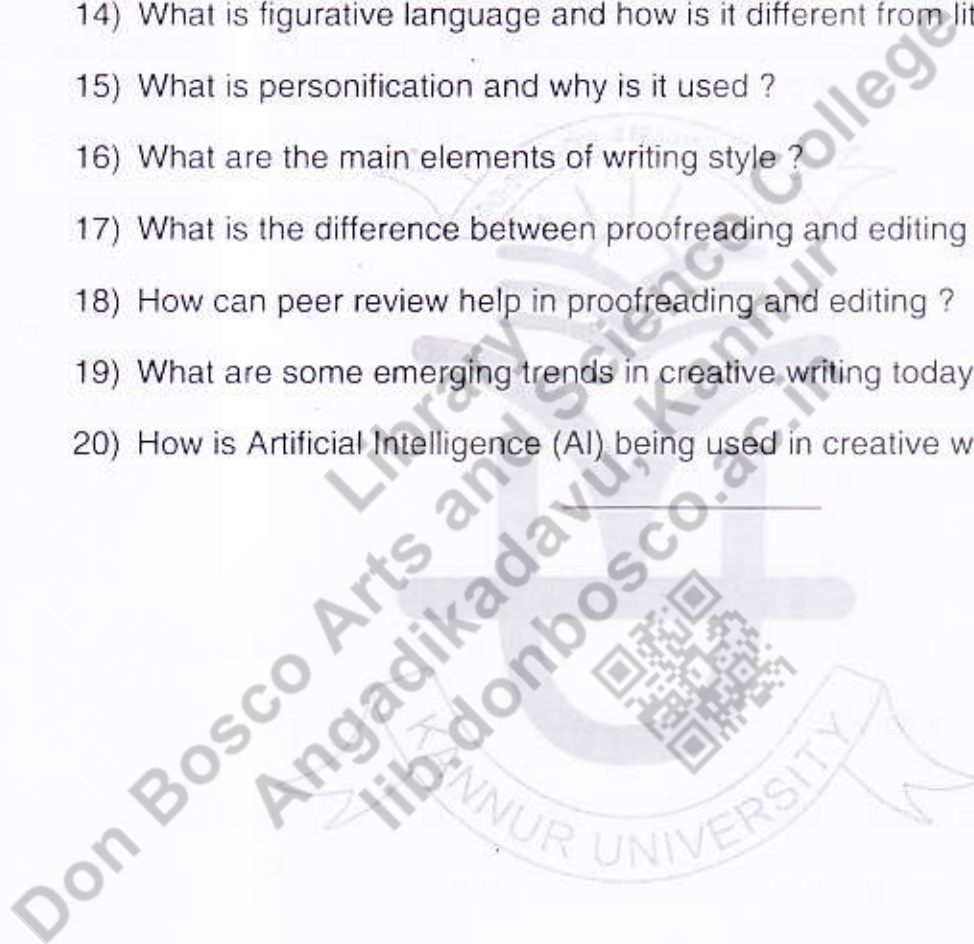 14) What is figurative language and how is it different from lit
15) What is personification and why is it used ?
16) What are the main elements of writing style ?
17) What is the difference between proofreading and editing
18) How can peer review help in proofreading and editing ?
19) What are some emerging trends in creative writing today
20) How is Artificial Intelligence (AI) being used in creative w
Library
Don Bosco Arts and Science College
Angadikadavu, Kannur
lib.donbosco.ac.in
KANNUR UNIVERSITY